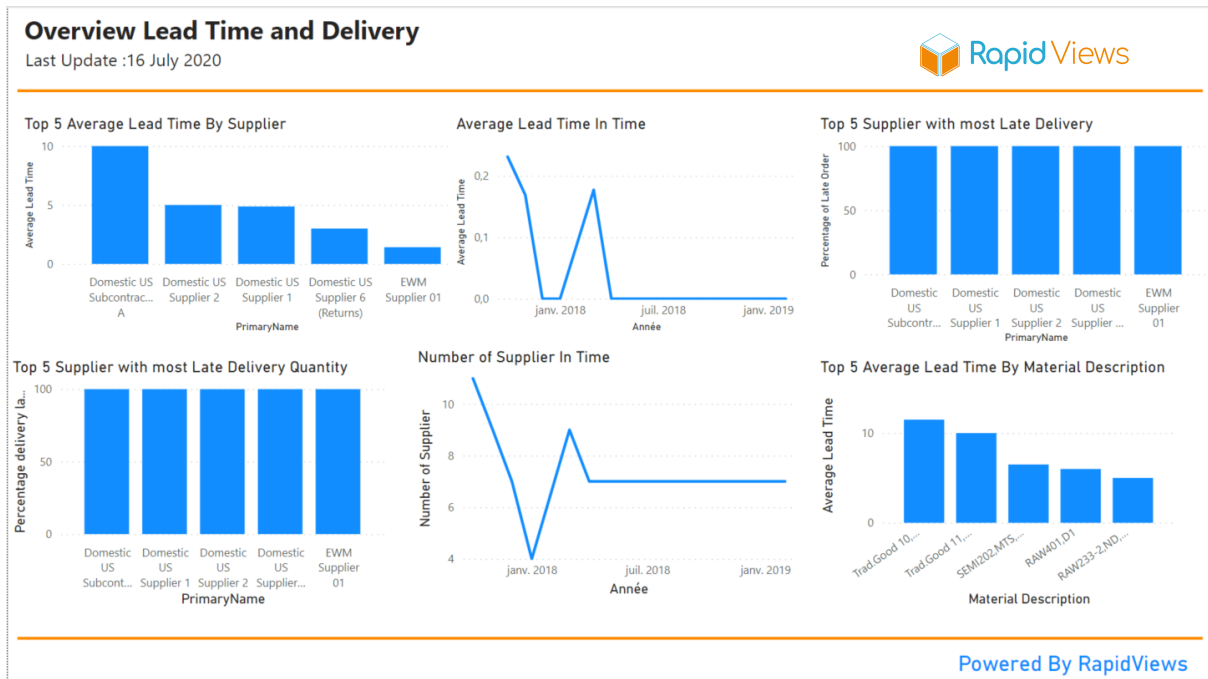 Overview Lead Time and Delivery
Last Update :16 July 2020
Rapid Views
Top 5 Average Lead Time By Supplier
Average Lead Time
10
5
0
Domestic US Subcontrac... A
Domestic US Supplier 2
Domestic US Supplier 1
Domestic US Supplier 6 (Returns)
EWM Supplier 01
PrimaryName
Average Lead Time In Time
Average Lead Time
0,2
0,1
0,0
janv. 2018
juil. 2018
janv. 2019
Année
Top 5 Supplier with most Late Delivery
Percentage of Late Order
100
50
0
Domestic US Subcontr...
Domestic US Supplier 1
Domestic US Supplier 2
Domestic US Supplier ...
EWM Supplier 01
PrimaryName
Top 5 Supplier with most Late Delivery Quantity
Percentage delivery la...
100
50
0
Domestic US Subcont...
Domestic US Supplier 1
Domestic US Supplier 2
Domestic US Supplier...
EWM Supplier 01
PrimaryName
Number of Supplier In Time
Number of Supplier
10
8
6
4
janv. 2018
juil. 2018
janv. 2019
Année
Top 5 Average Lead Time By Material Description
Average Lead Time
10
0
Trad.Good 10,...
Trad.Good 11,...
SEMI202,MTS,...
RAW401,D1
RAW233-2,ND,...
Material Description
Powered By RapidViews